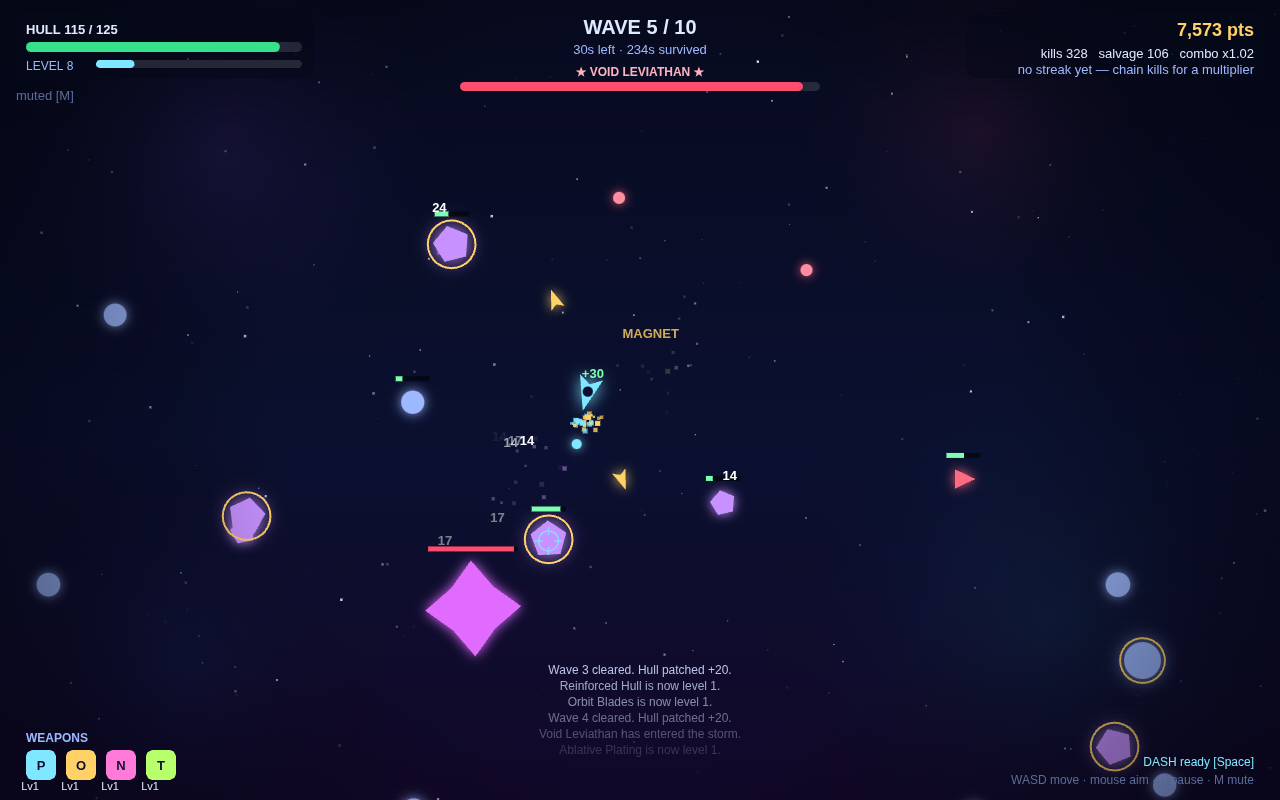 HULL 115 / 125
LEVEL 8
muted [M]
WAVE 5 / 10
30s left · 234s survived
★ VOID LEVIATHAN ★
7,573 pts
kills 328 salvage 106 combo x1.02
no streak yet — chain kills for a multiplier
24
MAGNET
+30
14
14
17
17
Wave 3 cleared. Hull patched +20.
Reinforced Hull is now level 1.
Orbit Blades is now level 1.
Wave 4 cleared. Hull patched +20.
Void Leviathan has entered the storm.
Ablative Plating is now level 1.
WEAPONS
P O N T
Lv1 Lv1 Lv1 Lv1
DASH ready [Space]
WASD move · mouse aim · pause · M mute